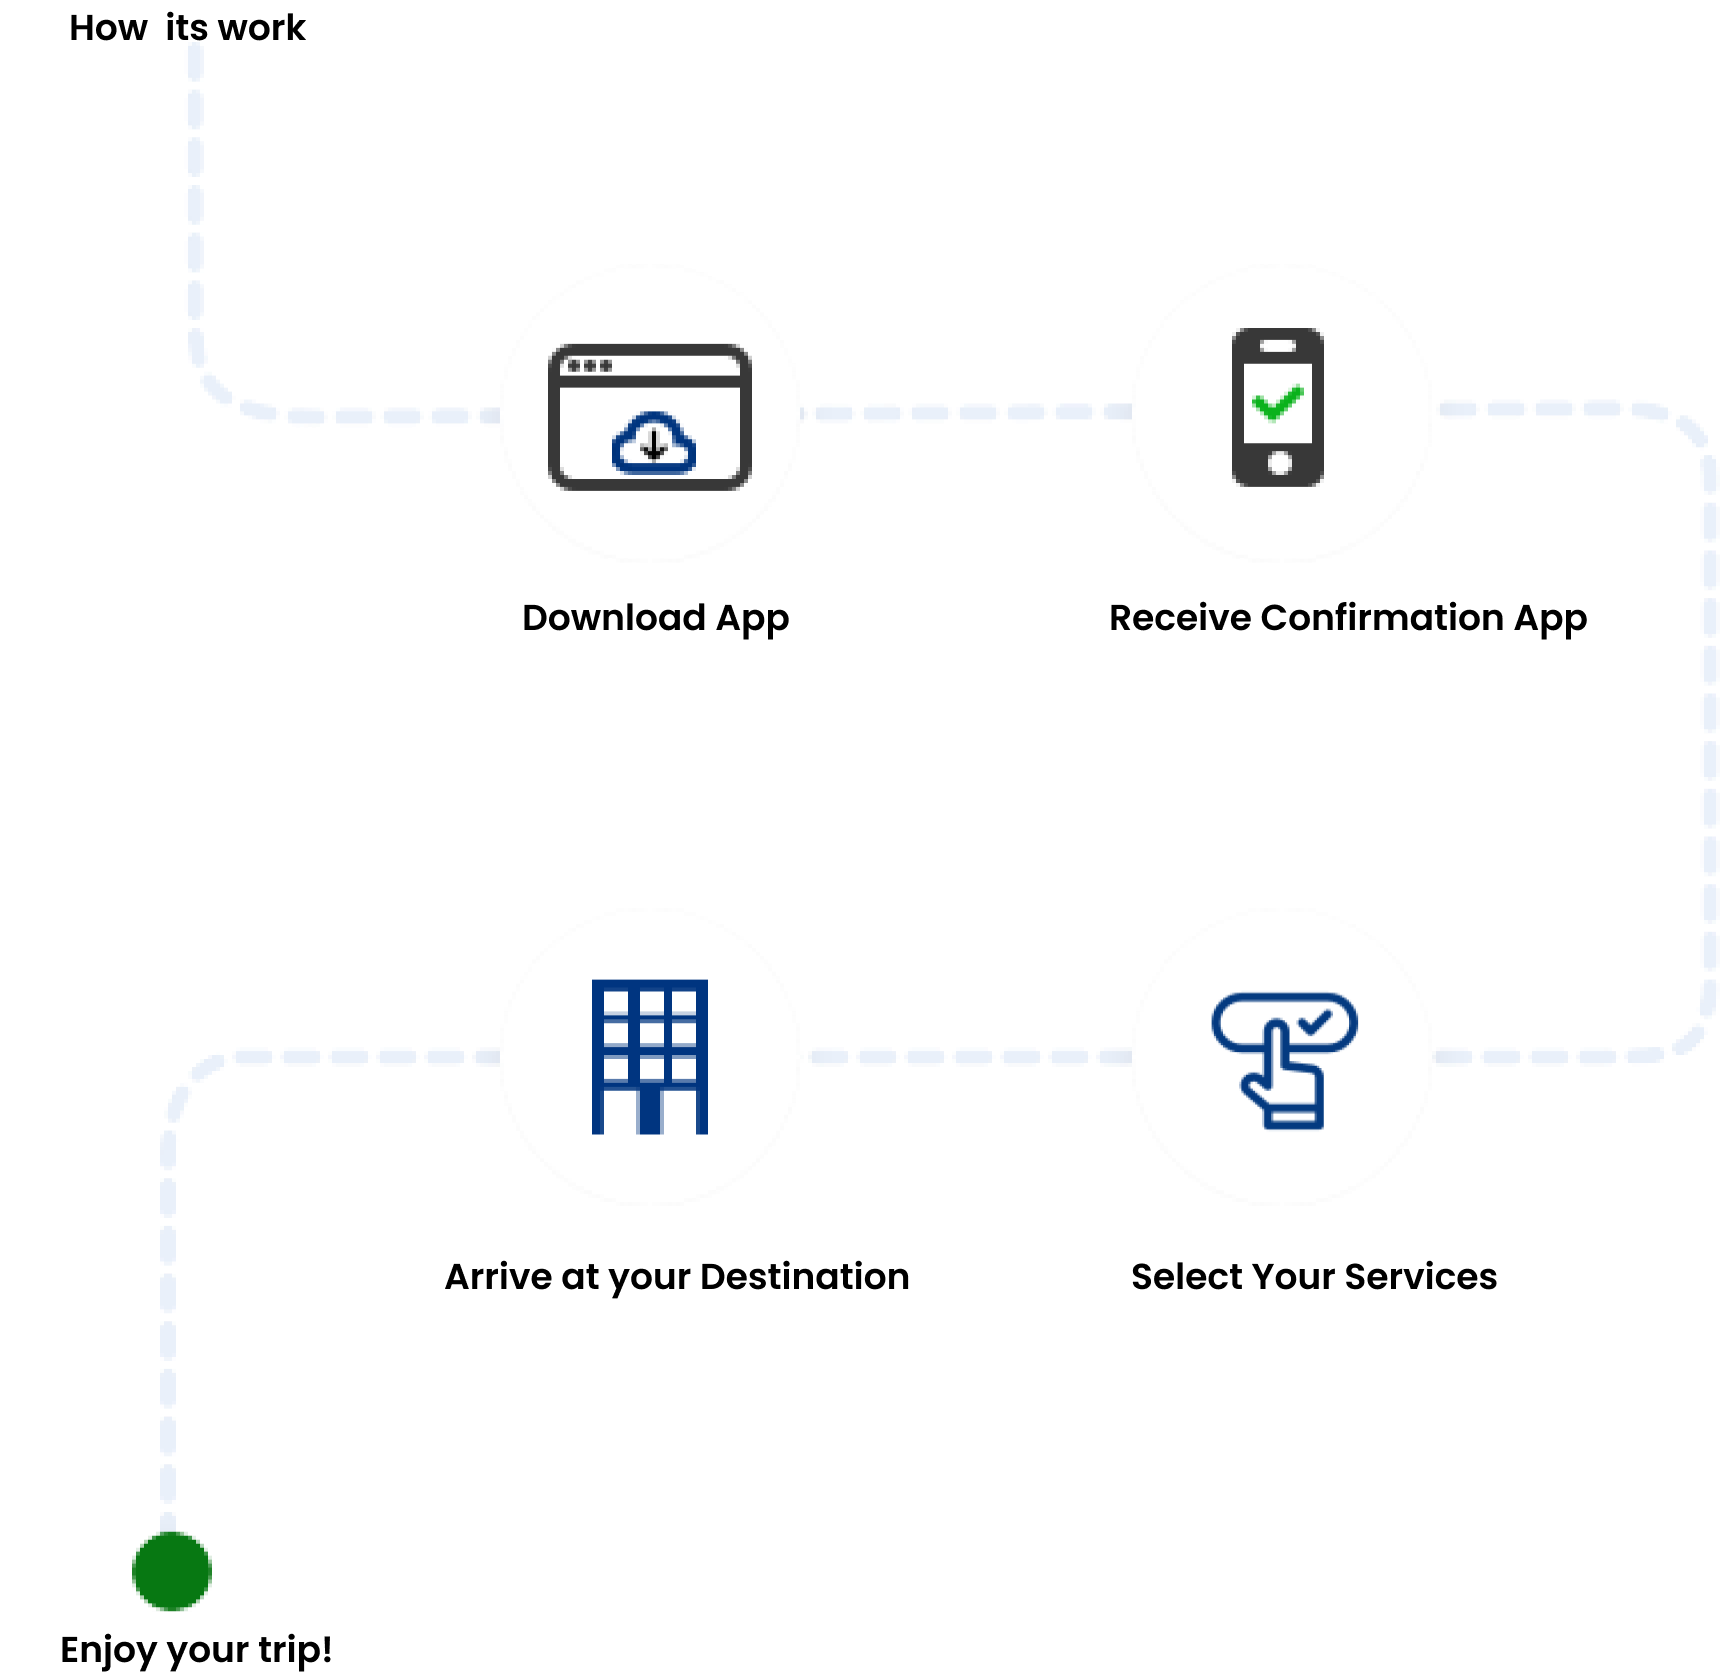 How its work
Download App
Receive Confirmation App
Arrive at your Destination
Select Your Services
Enjoy your trip!